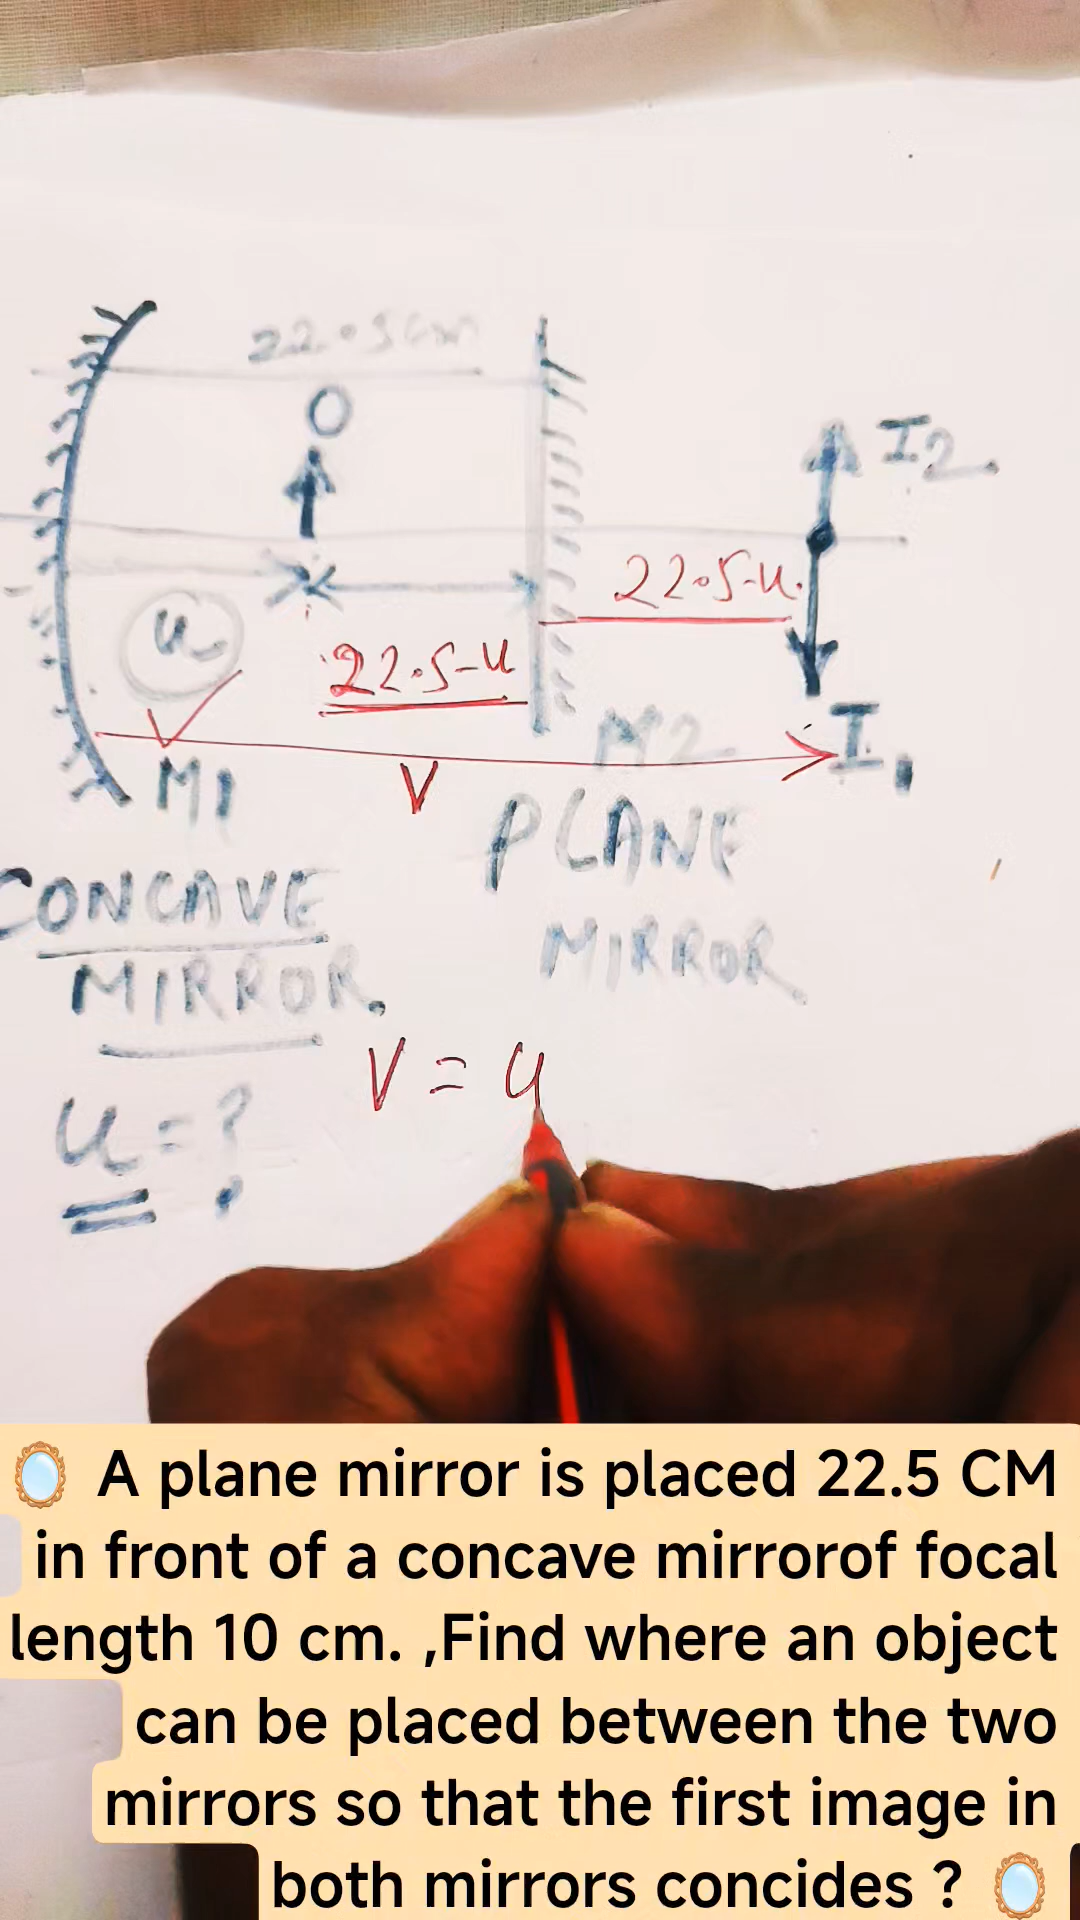 22.5cm
O
I2
22.5-u
u
22.5-u
M2
I1
V
M1
PLANE
MIRROR
CONCAVE
MIRROR.
V = u
u = ?
🪞 A plane mirror is placed 22.5 CM
in front of a concave mirrorof focal
length 10 cm. ,Find where an object
can be placed between the two
mirrors so that the first image in
both mirrors concides ? 🪞